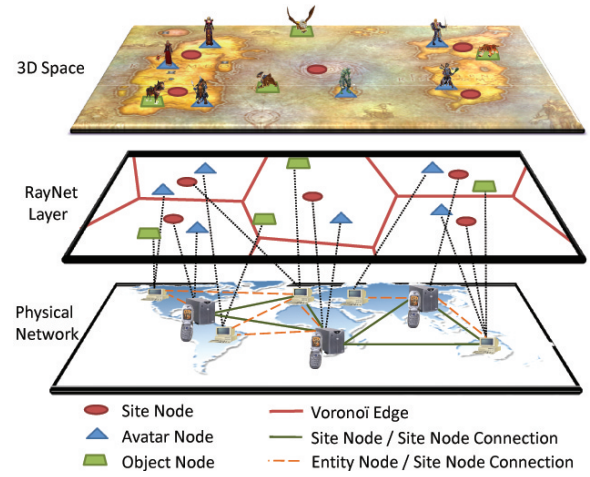 3D Space
RayNet
Layer
Physical
Network
Site Node
Voronoï Edge
Avatar Node
Site Node / Site Node Connection
Object Node
Entity Node / Site Node Connection